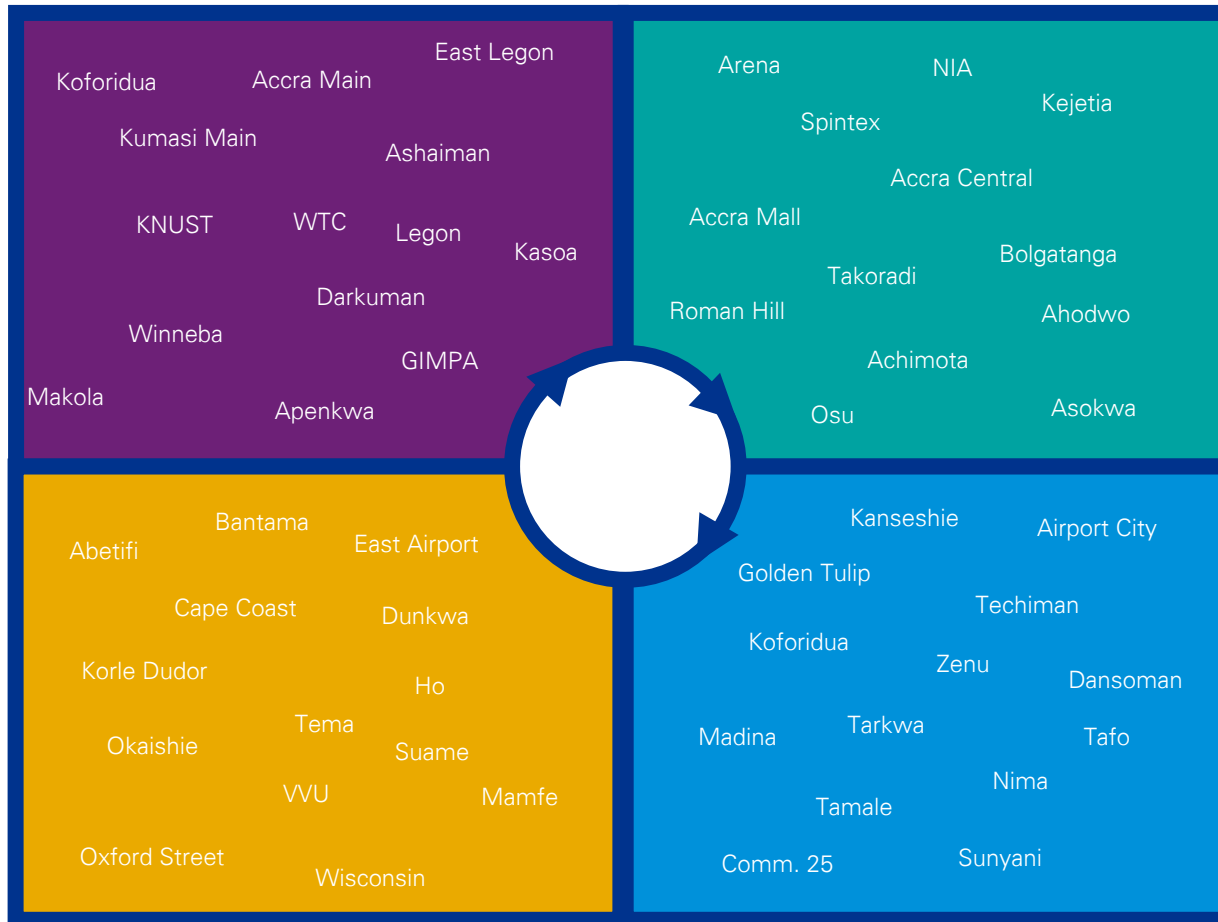 East Legon
Koforidua
Accra Main
Kumasi Main
Ashaiman
KNUST
WTC
Legon
Kasoa
Darkuman
Winneba
GIMPA
Makola
Apenkwa
Arena
NIA
Kejetia
Spintex
Accra Central
Accra Mall
Bolgatanga
Takoradi
Roman Hill
Ahodwo
Achimota
Osu
Asokwa
Bantama
Abetifi
East Airport
Cape Coast
Dunkwa
Korle Dudor
Ho
Tema
Okaishie
Suame
VVU
Mamfe
Oxford Street
Wisconsin
Kanseshie
Airport City
Golden Tulip
Techiman
Koforidua
Zenu
Dansoman
Madina
Tarkwa
Tafo
Nima
Tamale
Comm. 25
Sunyani